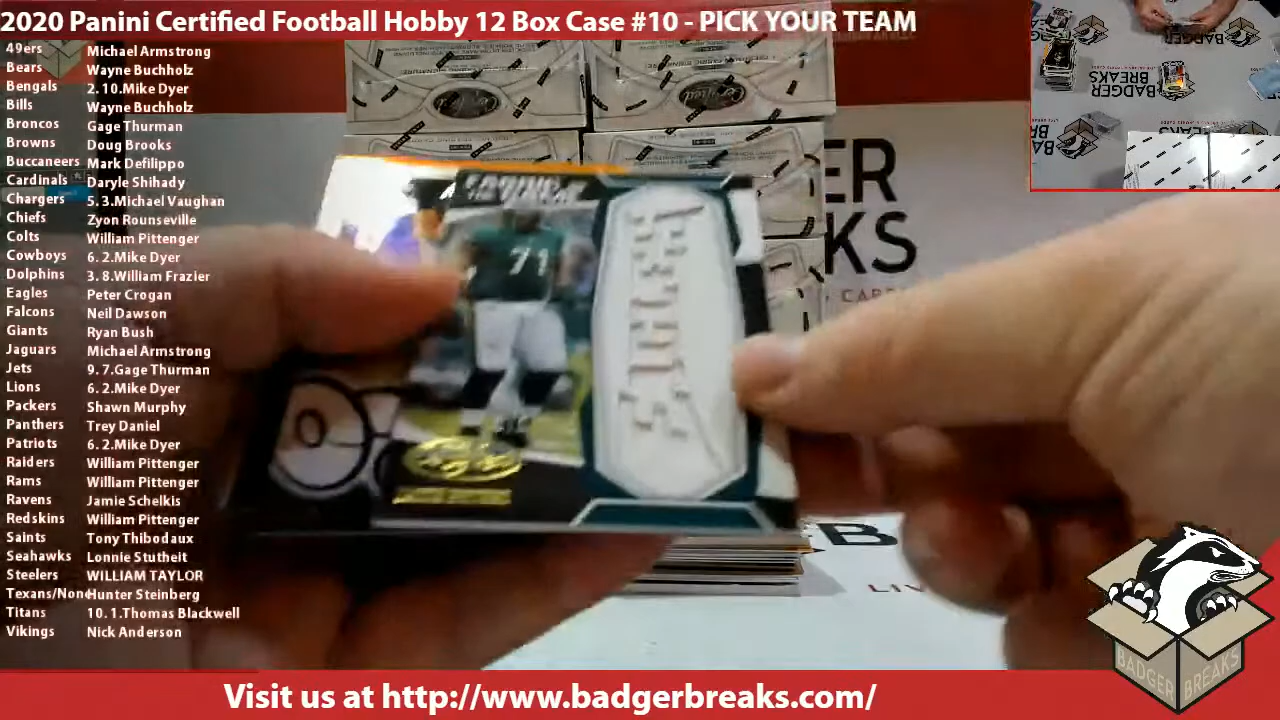 2020 Panini Certified Football Hobby 12 Box Case #10 - PICK YOUR TEAM
49ers Michael Armstrong
Bears Wayne Buchholz
Bengals 2. 10.Mike Dyer
Bills Wayne Buchholz
Broncos Gage Thurman
Browns Doug Brooks
Buccaneers Mark Defilippo
Cardinals Daryle Shihady
Chargers 5. 3.Michael Vaughan
Chiefs Zyon Rounseville
Colts William Pittenger
Cowboys 6. 2.Mike Dyer
Dolphins 3. 8.William Frazier
Eagles Peter Crogan
Falcons Neil Dawson
Giants Ryan Bush
Jaguars Michael Armstrong
Jets 9. 7.Gage Thurman
Lions 6. 2.Mike Dyer
Packers Shawn Murphy
Panthers Trey Daniel
Patriots 6. 2.Mike Dyer
Raiders William Pittenger
Rams William Pittenger
Ravens Jamie Schelkis
Redskins William Pittenger
Saints Tony Thibodaux
Seahawks Lonnie Stutheit
Steelers WILLIAM TAYLOR
Texans/None Hunter Steinberg
Titans 10. 1.Thomas Blackwell
Vikings Nick Anderson
BADGER
BREAKS
ER
KS
71
B
LIV
BADGER BREAKS
Visit us at http://www.badgerbreaks.com/